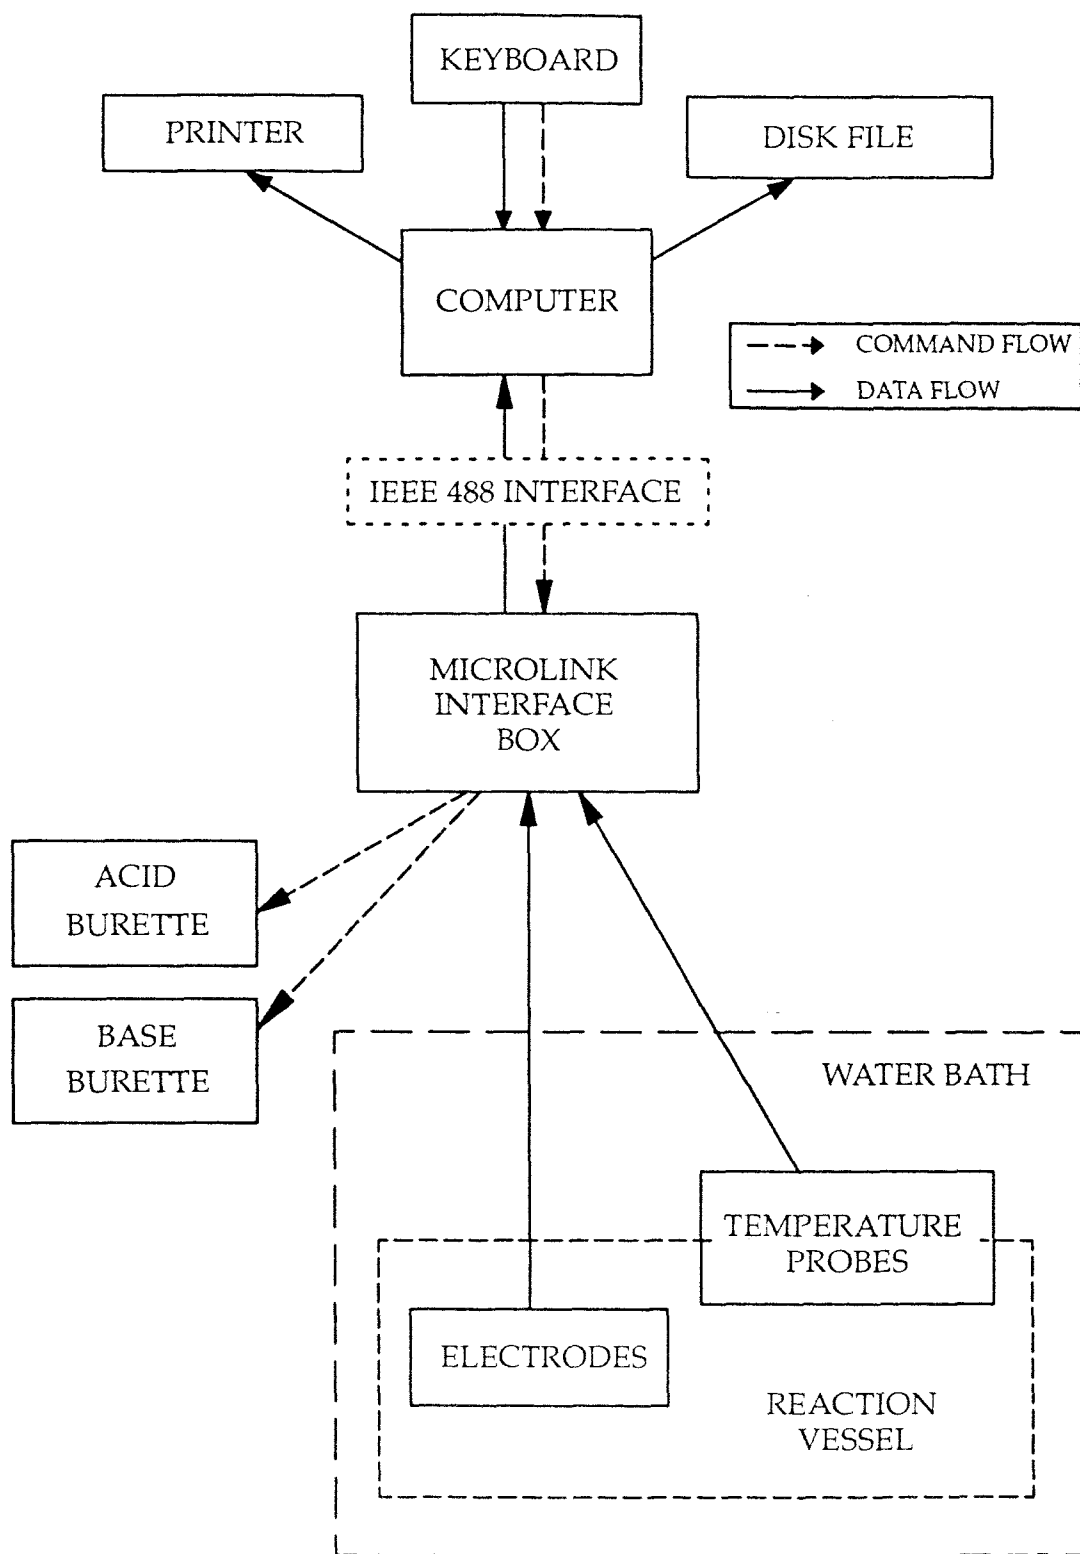 KEYBOARD
PRINTER
DISK FILE
COMPUTER
COMMAND FLOW
DATA FLOW
IEEE 488 INTERFACE
MICROLINK
INTERFACE
BOX
ACID
BURETTE
BASE
BURETTE
WATER BATH
TEMPERATURE
PROBES
ELECTRODES
REACTION
VESSEL